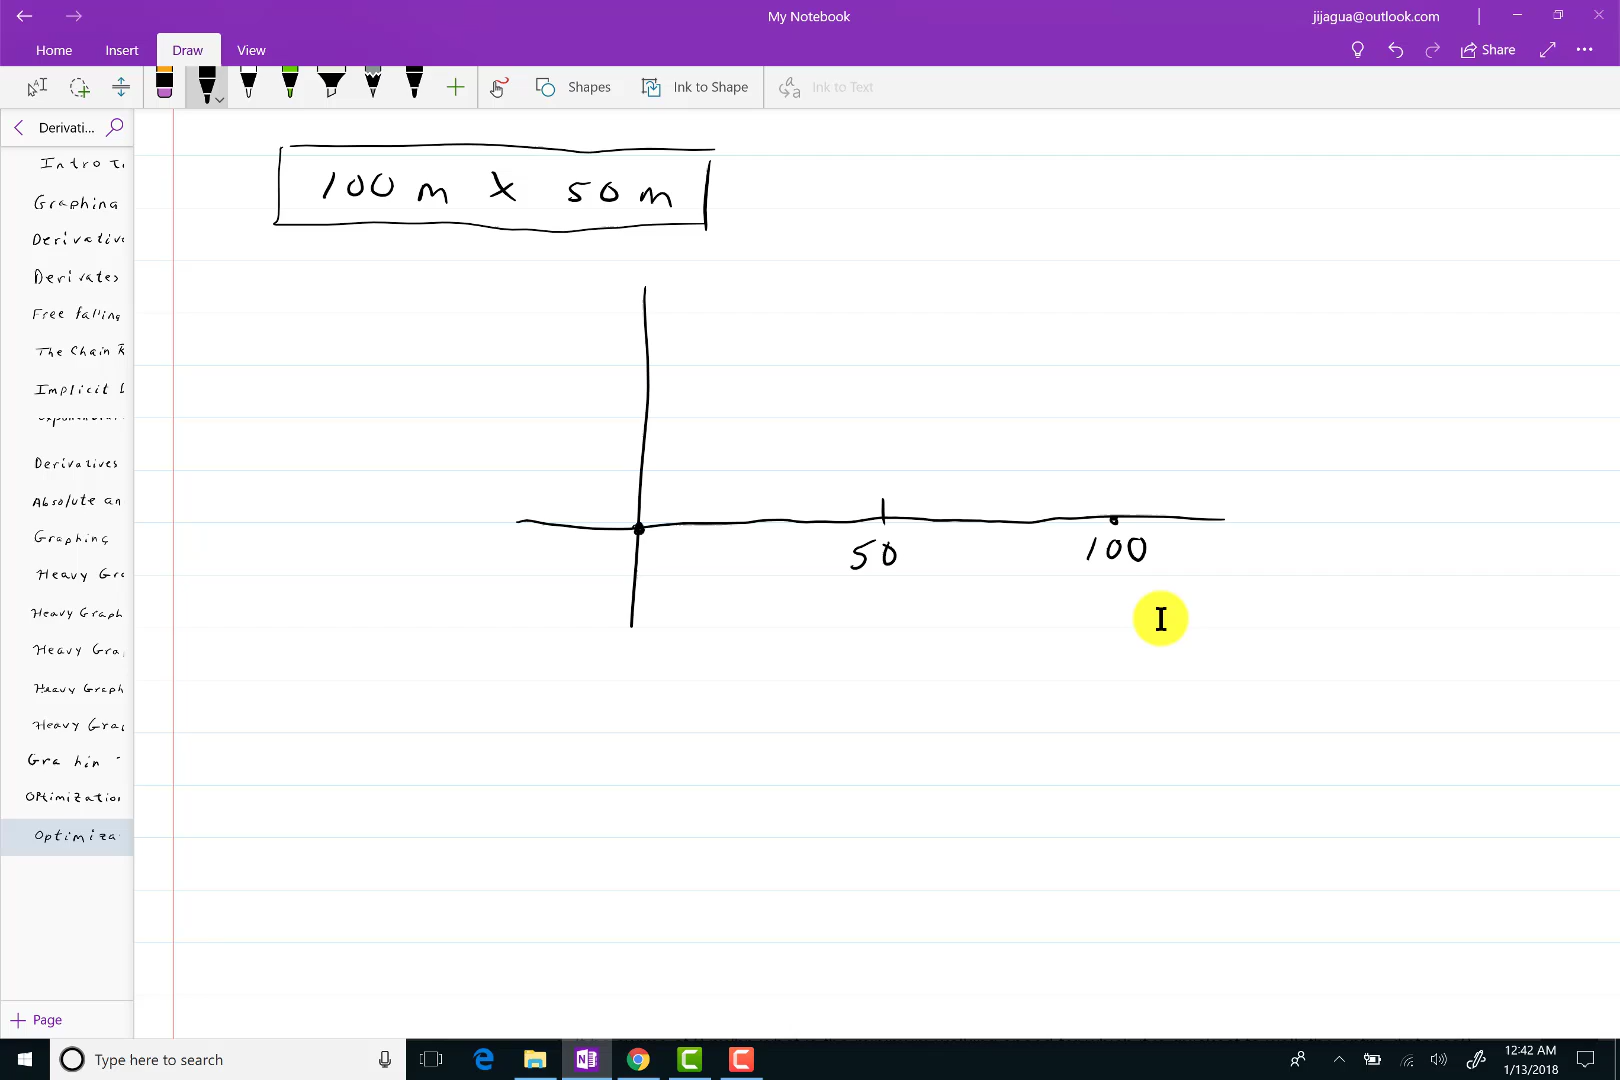 My Notebook
jijagua@outlook.com
Home Insert Draw View
Share
Shapes Ink to Shape Ink to Text
Derivati...
Intro T
Graphing
Derivative
Derivates
Free falling
The Chain R
Implicit D
Derivatives
Absolute an
Graphing
Heavy Gra
Heavy Graph
Heavy Gra
Heavy Graph
Heavy Gra
Gra hin
Optimization
Optimiza
Page
100 m X 50 m
50 100
Type here to search
12:42 AM
1/13/2018